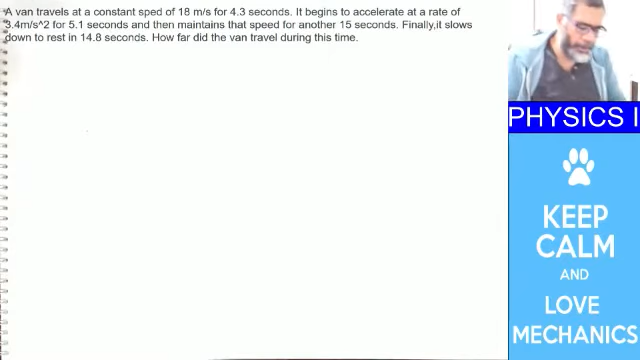 A van travels at a constant sped of 18 m/s for 4.3 seconds. It begins to accelerate at a rate of
3.4m/s^2 for 5.1 seconds and then maintains that speed for another 15 seconds. Finally,it slows
down to rest in 14.8 seconds. How far did the van travel during this time.
PHYSICS I
KEEP
CALM
AND
LOVE
MECHANICS